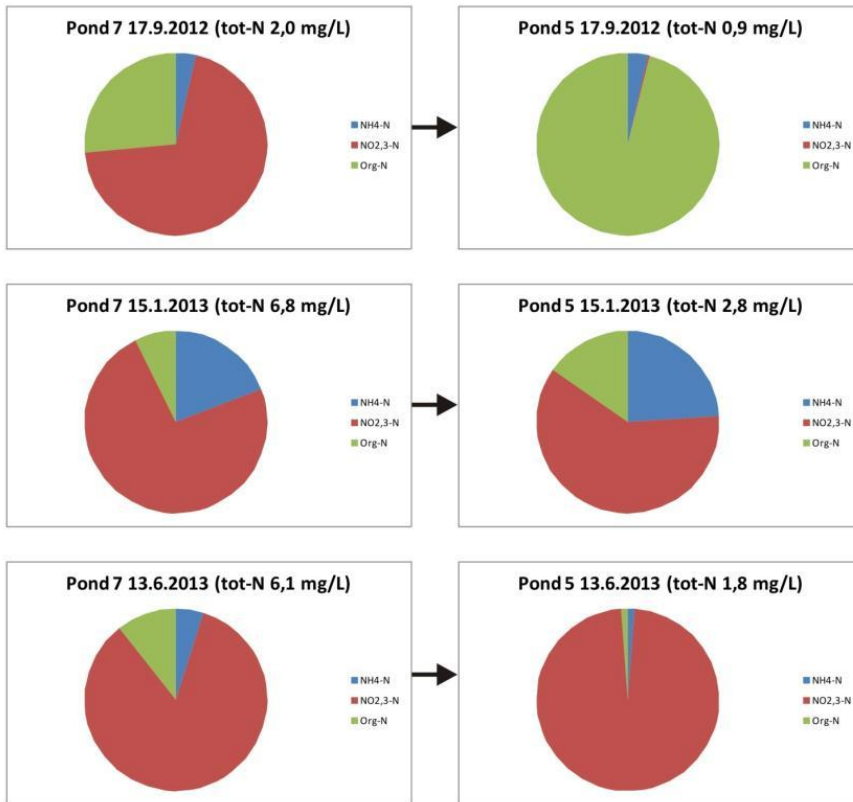 Pond 7 17.9.2012 (tot-N 2,0 mg/L)
NH4-N
NO2,3-N
Org-N
Pond 5 17.9.2012 (tot-N 0,9 mg/L)
NH4-N
NO2,3-N
Org-N
Pond 7 15.1.2013 (tot-N 6,8 mg/L)
NH4-N
NO2,3-N
Org-N
Pond 5 15.1.2013 (tot-N 2,8 mg/L)
NH4-N
NO2,3-N
Org-N
Pond 7 13.6.2013 (tot-N 6,1 mg/L)
NH4-N
NO2,3-N
Org-N
Pond 5 13.6.2013 (tot-N 1,8 mg/L)
NH4-N
NO2,3-N
Org-N